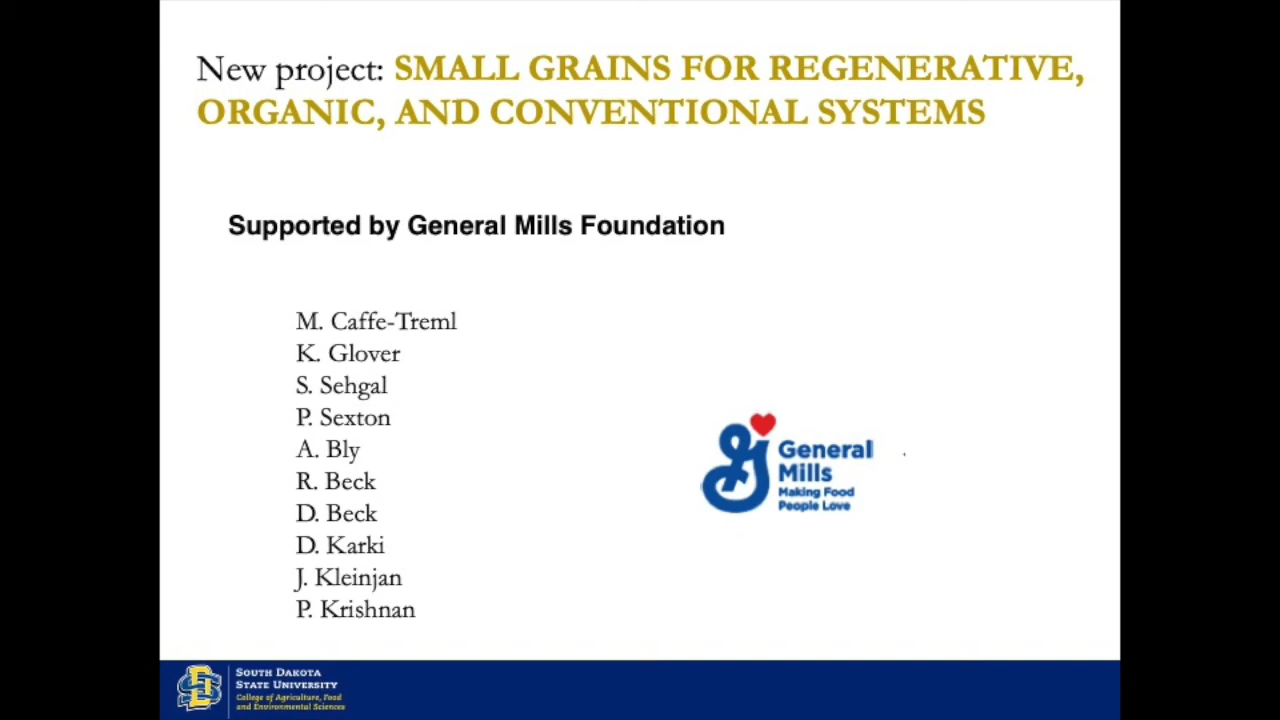 New project: SMALL GRAINS FOR REGENERATIVE,
ORGANIC, AND CONVENTIONAL SYSTEMS
Supported by General Mills Foundation
M. Caffe-Treml
K. Glover
S. Sehgal
P. Sexton
A. Bly
R. Beck
D. Beck
D. Karki
J. Kleinjan
P. Krishnan
General
Mills
Making Food
People Love
SOUTH DAKOTA
STATE UNIVERSITY
College of Agriculture, Food
and Environmental Sciences